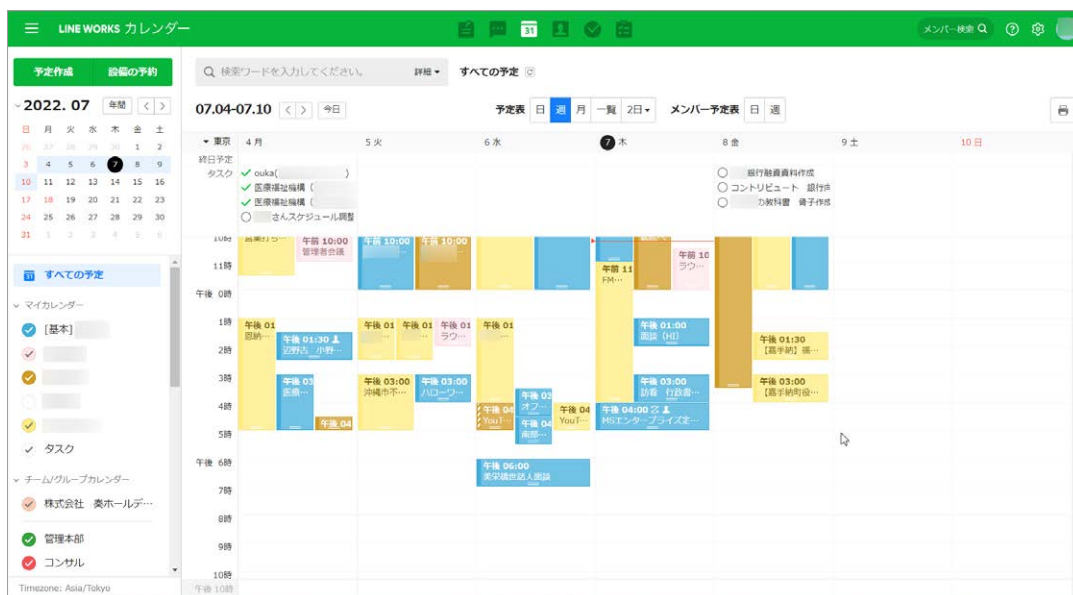 LINE WORKS カレンダー
31
メンバー検索
予定作成 設備の予約
検索ワードを入力してください。 詳細 すべての予定
2022. 07 年間 < >
07.04-07.10 < > 今日 予定表 日 週 月 一覧 2日 メンバー予定表 日 週
日 月 火 水 木 金 土
26 27 28 29 30 1 2
3 4 5 6 7 8 9
10 11 12 13 14 15 16
17 18 19 20 21 22 23
24 25 26 27 28 29 30
31 1 2 3 4 5 6
すべての予定
マイカレンダー
[基本]
タスク
チーム/グループカレンダー
株式会社 奏ホールデ…
管理本部
コンサル
Timezone: Asia/Tokyo
東京 4 月 5 火 6 水 7 木 8 金 9 土 10 日
終日予定
タスク
ouka( )
医療福祉機構 (
医療福祉機構 (
さんスケジュール調整
銀行融資資料作成
コントリビュート 銀行向
の教科書 骨子作成
10時
営業打ち…
午前 10:00
管理者会議
午前 10:00
午前 10:00
11時
午前 11
FM…
午前 10
ラウ…
午後 0時
1時
午後 01
恩納…
午後 01:30
辺野古 小野…
午後 01
午後 01
午後 01
ラウ…
午後 01
午後 01:00
面談 (HI)
午後 01:30
【嘉手納】張…
2時
3時
午後 03
医療…
午後 03:00
沖縄市不…
午後 03:00
ハローワ…
午後 03
オフ…
午後 03:00
訪看 行政書…
午後 03:00
【嘉手納町役…
4時
午後 04
午後 04
YouT…
午後 04
南部…
午後 04
YouT…
午後 04:00
MSエンタープライズ定…
5時
午後 6時
午後 06:00
美栄橋世話人面談
7時
8時
9時
10時
午後 10時